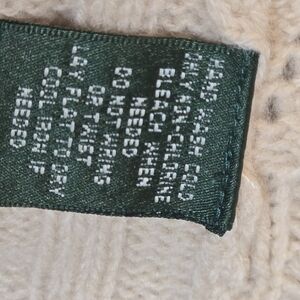 HAND WASH COLD
ONLY NON-CHLORINE
BLEACH WHEN
NEEDED
DO NOT WRING
OR TWIST
LAY FLAT TO DRY
COOL IRON IF
NEEDED